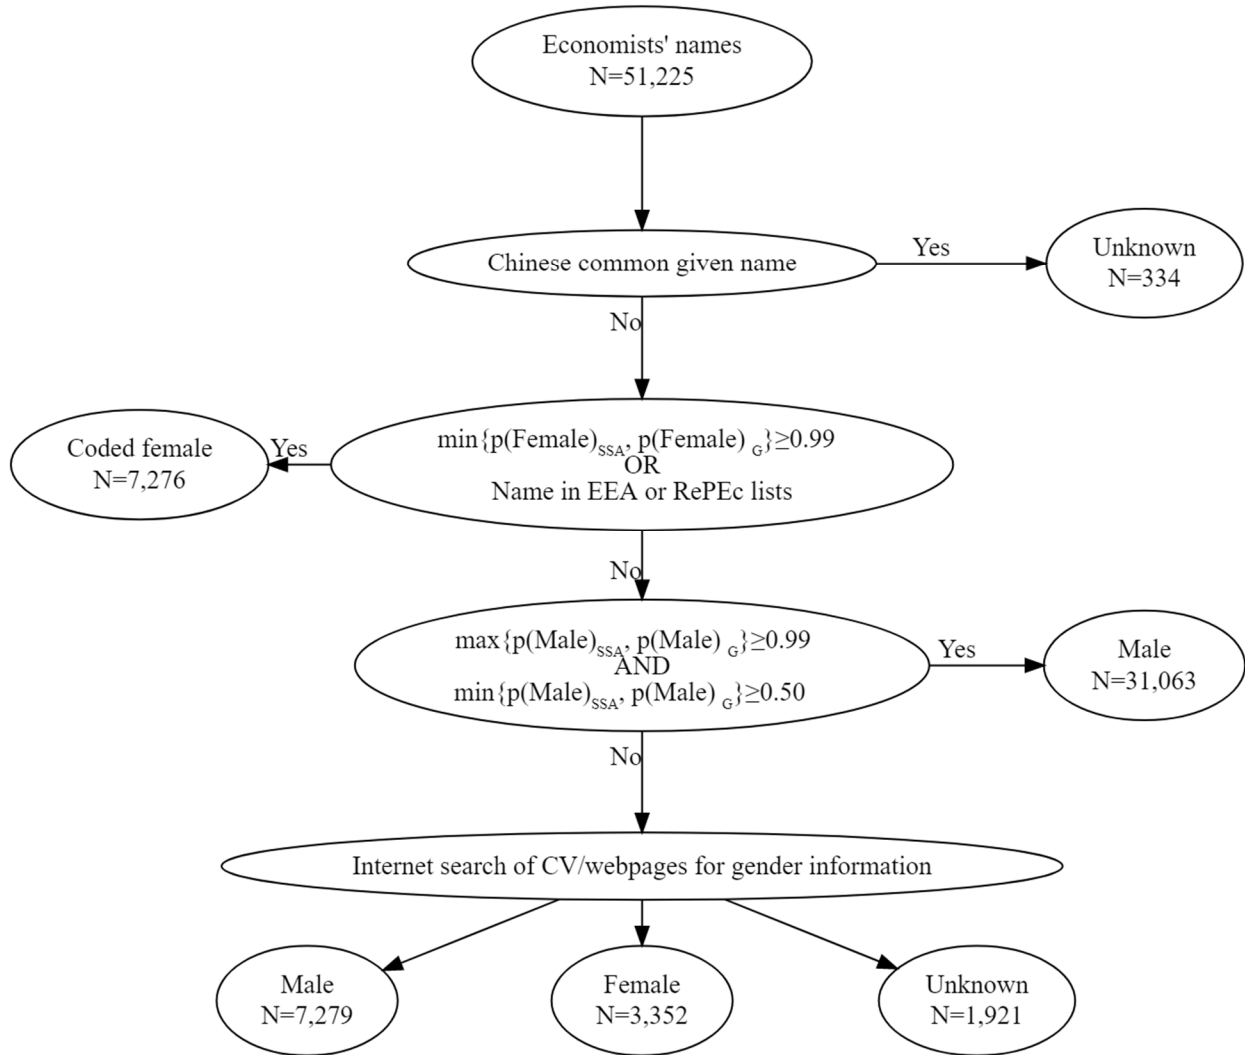 Economists' names
N=51,225
Chinese common given name
Yes
Unknown
N=334
No
Coded female
N=7,276
Yes
min{p(Female)SSA, p(Female) G}≥0.99
OR
Name in EEA or RePEc lists
No
max{p(Male)SSA, p(Male) G}≥0.99
AND
min{p(Male)SSA, p(Male) G}≥0.50
Yes
Male
N=31,063
No
Internet search of CV/webpages for gender information
Male
N=7,279
Female
N=3,352
Unknown
N=1,921